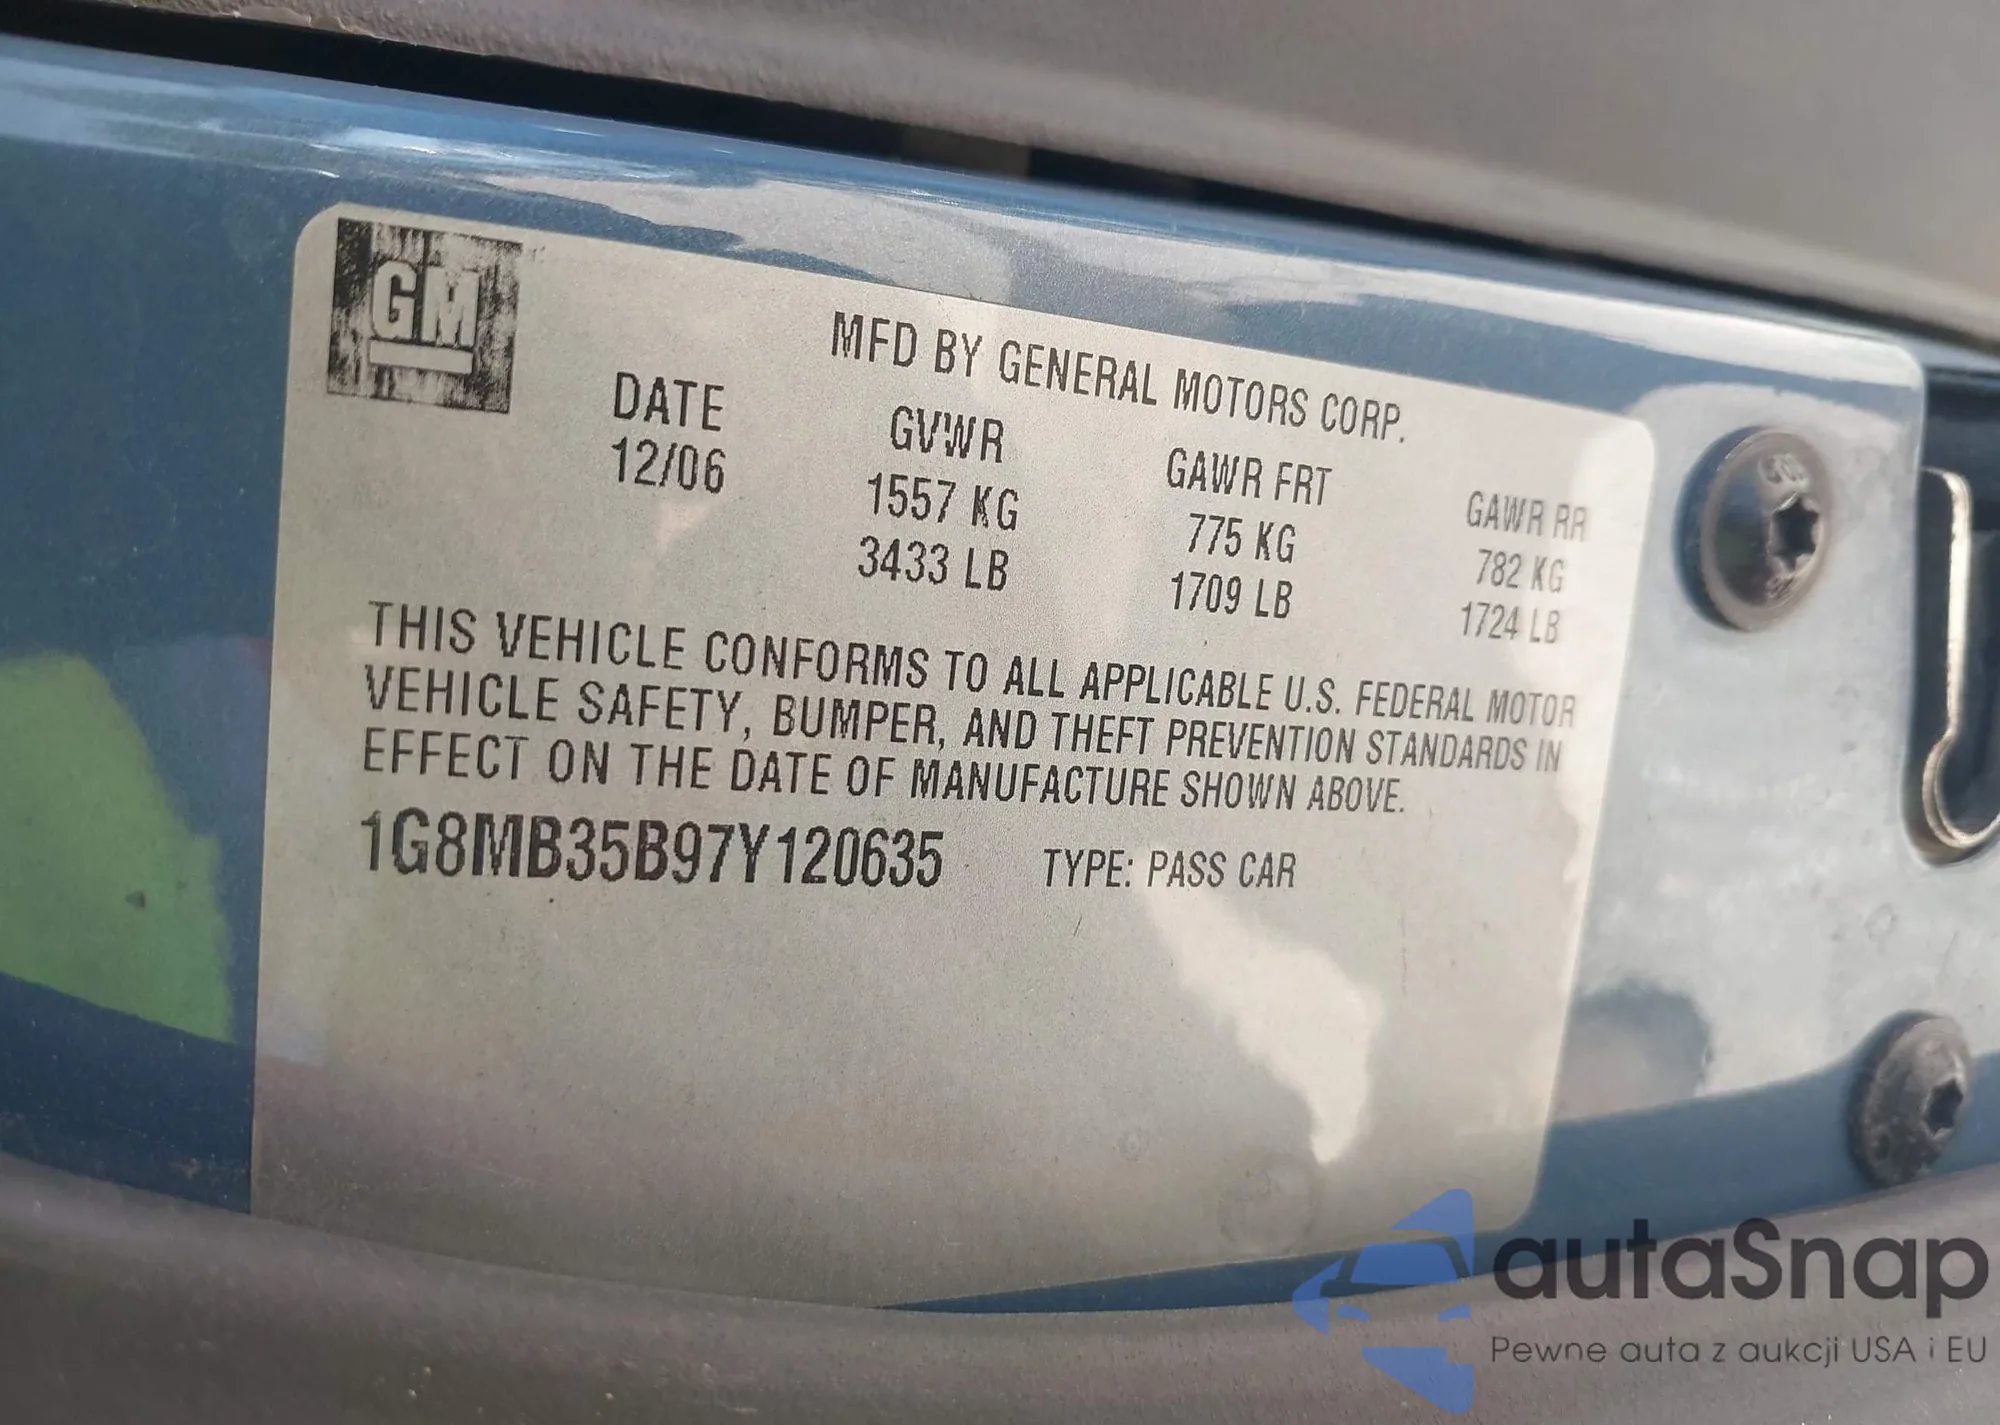 GM
MFD BY GENERAL MOTORS CORP.
DATE GVWR GAWR FRT GAWR RR
12/06 1557 KG 775 KG 782 KG
3433 LB 1709 LB 1724 LB
THIS VEHICLE CONFORMS TO ALL APPLICABLE U.S. FEDERAL MOTOR
VEHICLE SAFETY, BUMPER, AND THEFT PREVENTION STANDARDS IN
EFFECT ON THE DATE OF MANUFACTURE SHOWN ABOVE.
1G8MB35B97Y120635 TYPE: PASS CAR
autaSnap
Pewne auta z aukcji USA i EU